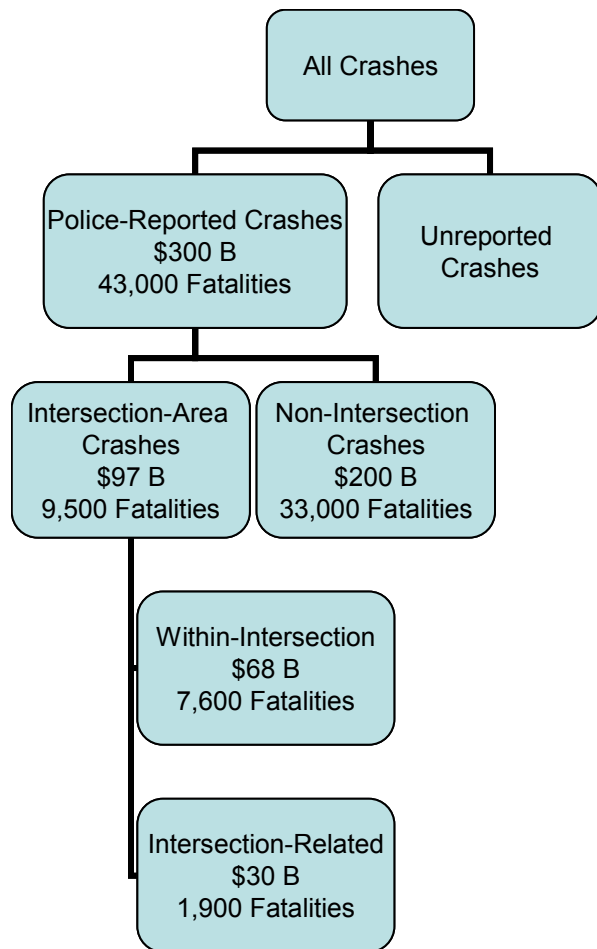 All Crashes
Police-Reported Crashes
$300 B
43,000 Fatalities
Unreported
Crashes
Intersection-Area
Crashes
$97 B
9,500 Fatalities
Non-Intersection
Crashes
$200 B
33,000 Fatalities
Within-Intersection
$68 B
7,600 Fatalities
Intersection-Related
$30 B
1,900 Fatalities